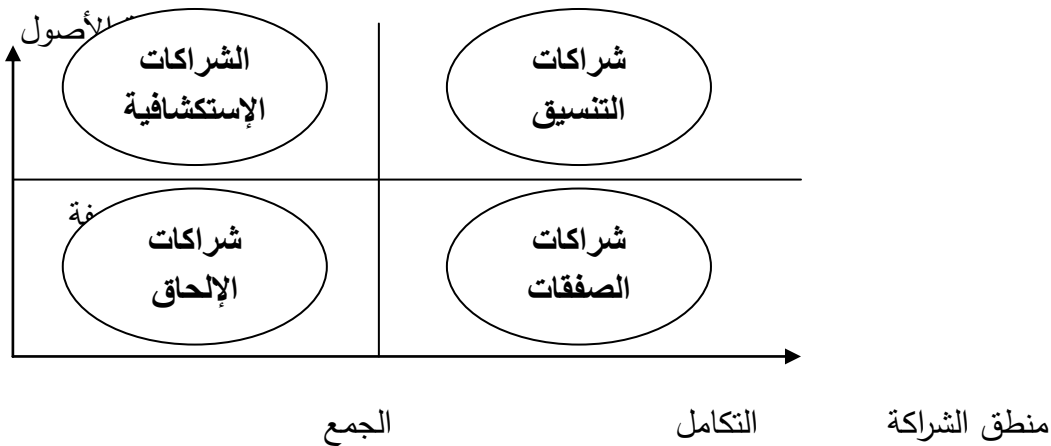 الأصول
الشراكات
الإستكشافية
شراكات
التنسيق
شراكات
الإلحاق
شراكات
الصفقات
منطق الشراكة التكامل الجمع